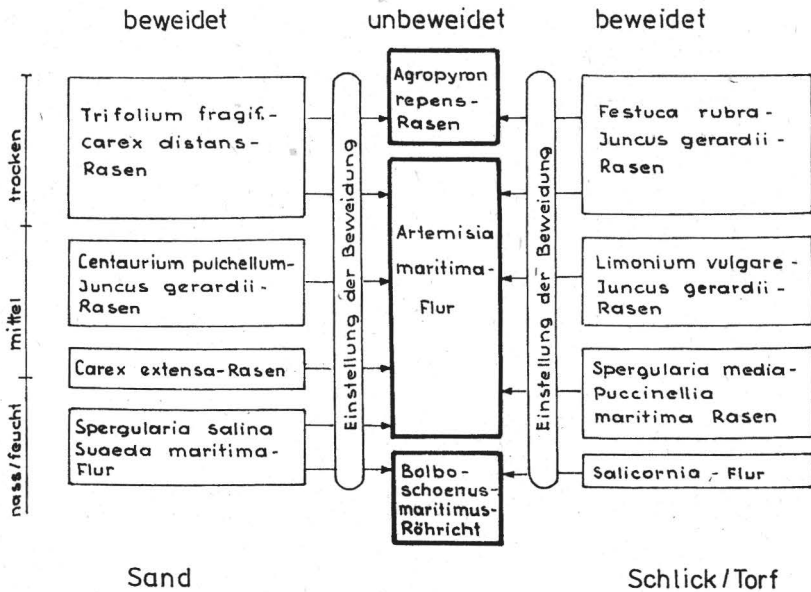 beweidet
unbeweidet
beweidet
trocken
mittel
nass/feucht
Trifolium fragif.-
carex distans-
Rasen
Centaurium pulchellum-
Juncus gerardii-
Rasen
Carex extensa-Rasen
Spergularia salina
Suaeda maritima-
Flur
Einstellung der Beweidung
Agropyron
repens-
Rasen
Artemisia
maritima-
Flur
Bolbo-
schoenus-
maritimus-
Röhricht
Einstellung der Beweidung
Festuca rubra-
Juncus gerardii-
Rasen
Limonium vulgare-
Juncus gerardii-
Rasen
Spergularia media-
Puccinellia
maritima Rasen
Salicornia - Flur
Sand
Schlick/Torf